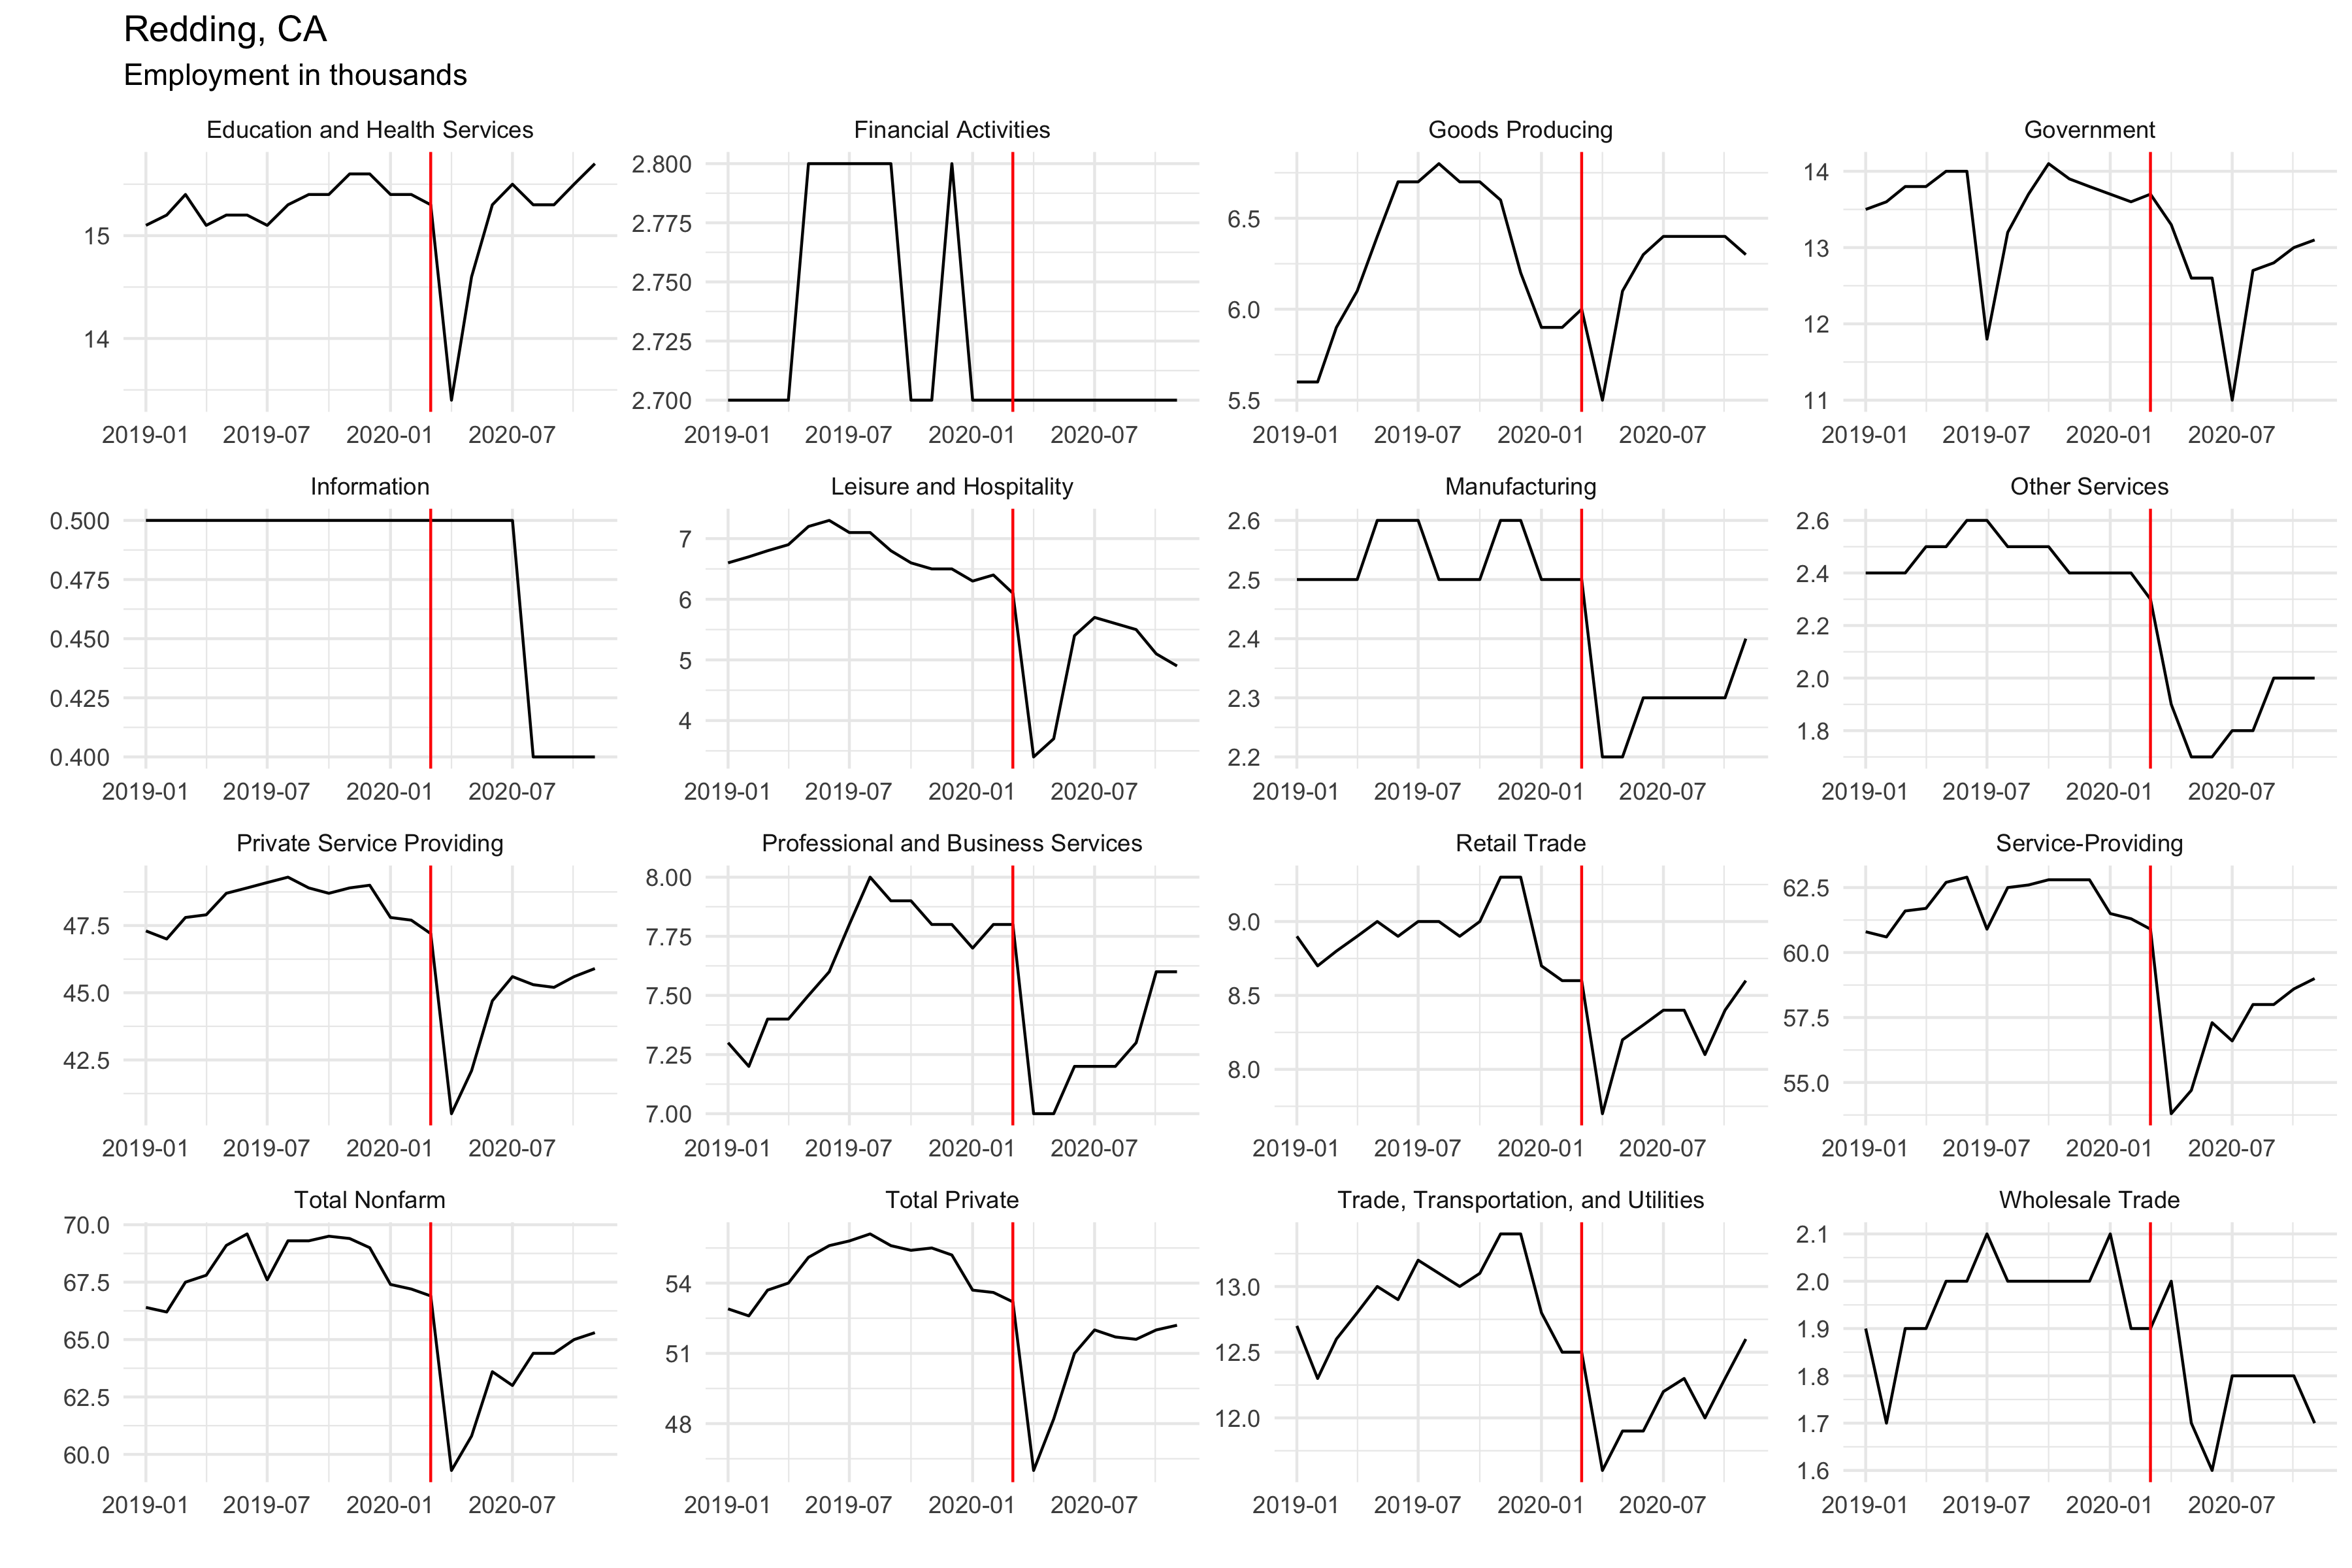 Redding, CA
Employment in thousands
Education and Health Services
15
14
2019-01 2019-07 2020-01 2020-07
Financial Activities
2.800
2.775
2.750
2.725
2.700
2019-01 2019-07 2020-01 2020-07
Goods Producing
6.5
6.0
5.5
2019-01 2019-07 2020-01 2020-07
Government
14
13
12
11
2019-01 2019-07 2020-01 2020-07
Information
0.500
0.475
0.450
0.425
0.400
2019-01 2019-07 2020-01 2020-07
Leisure and Hospitality
7
6
5
4
2019-01 2019-07 2020-01 2020-07
Manufacturing
2.6
2.5
2.4
2.3
2.2
2019-01 2019-07 2020-01 2020-07
Other Services
2.6
2.4
2.2
2.0
1.8
2019-01 2019-07 2020-01 2020-07
Private Service Providing
47.5
45.0
42.5
2019-01 2019-07 2020-01 2020-07
Professional and Business Services
8.00
7.75
7.50
7.25
7.00
2019-01 2019-07 2020-01 2020-07
Retail Trade
9.0
8.5
8.0
2019-01 2019-07 2020-01 2020-07
Service-Providing
62.5
60.0
57.5
55.0
2019-01 2019-07 2020-01 2020-07
Total Nonfarm
70.0
67.5
65.0
62.5
60.0
2019-01 2019-07 2020-01 2020-07
Total Private
54
51
48
2019-01 2019-07 2020-01 2020-07
Trade, Transportation, and Utilities
13.0
12.5
12.0
2019-01 2019-07 2020-01 2020-07
Wholesale Trade
2.1
2.0
1.9
1.8
1.7
1.6
2019-01 2019-07 2020-01 2020-07